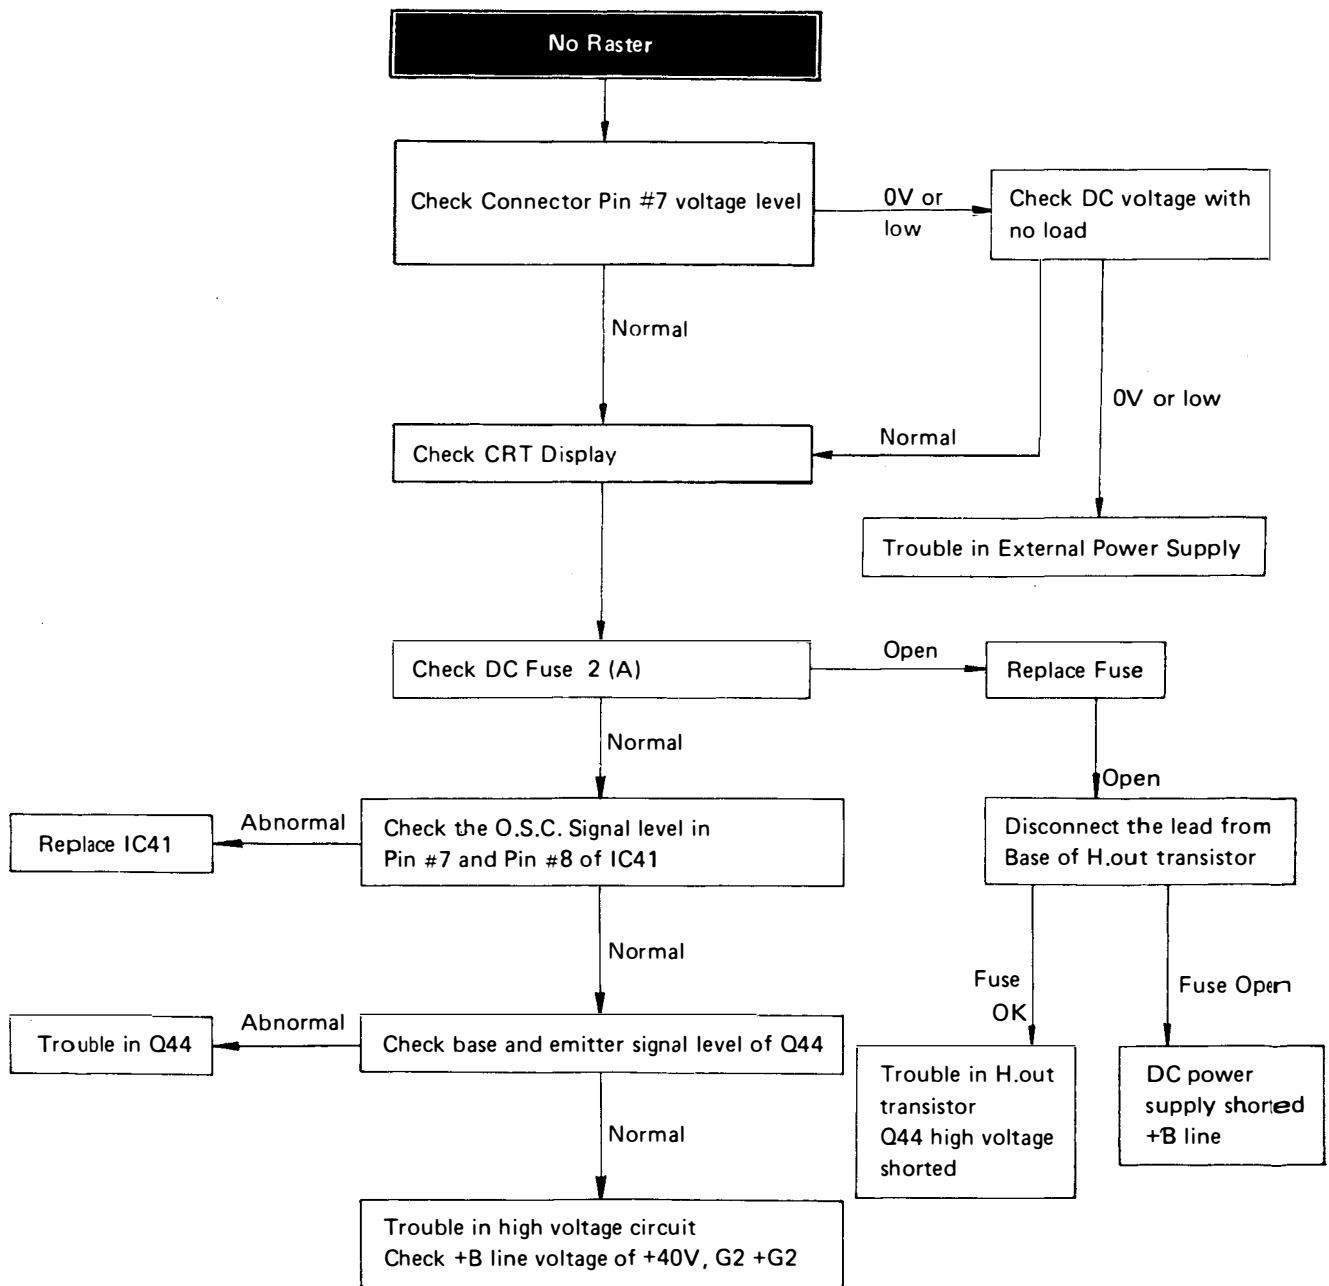 No Raster
Check Connector Pin #7 voltage level
0V or
low
Check DC voltage with
no load
Normal
0V or low
Normal
Check CRT Display
Trouble in External Power Supply
Check DC Fuse 2 (A)
Open
Replace Fuse
Normal
Open
Replace IC41
Abnormal
Check the O.S.C. Signal level in
Pin #7 and Pin #8 of IC41
Disconnect the lead from
Base of H.out transistor
Normal
Fuse
OK
Fuse Open
Trouble in Q44
Abnormal
Check base and emitter signal level of Q44
Trouble in H.out
transistor
Q44 high voltage
shorted
DC power
supply shorted
+B line
Normal
Trouble in high voltage circuit
Check +B line voltage of +40V, G2 +G2